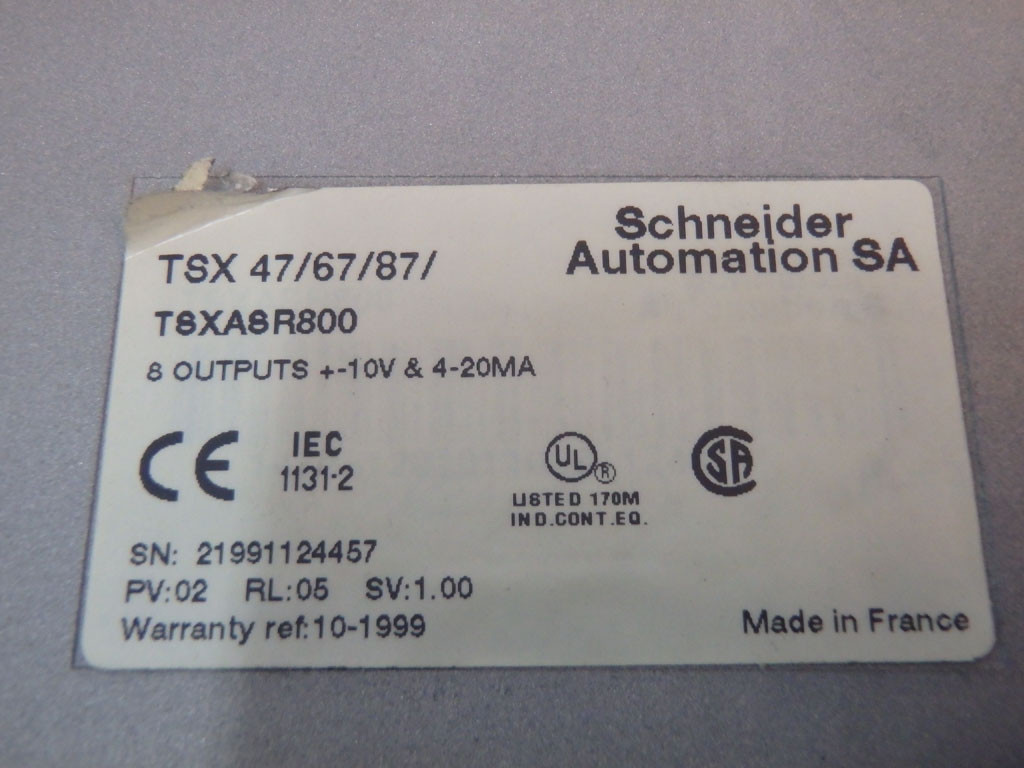 Schneider
Automation SA
TSX 47/67/87/
TSXASR800
8 OUTPUTS +-10V & 4-20MA
CE
IEC
1131-2
UL ®
LISTED 170M
IND.CONT.EQ.
SA
SN: 21991124457
PV:02 RL:05 SV:1.00
Warranty ref:10-1999
Made in France